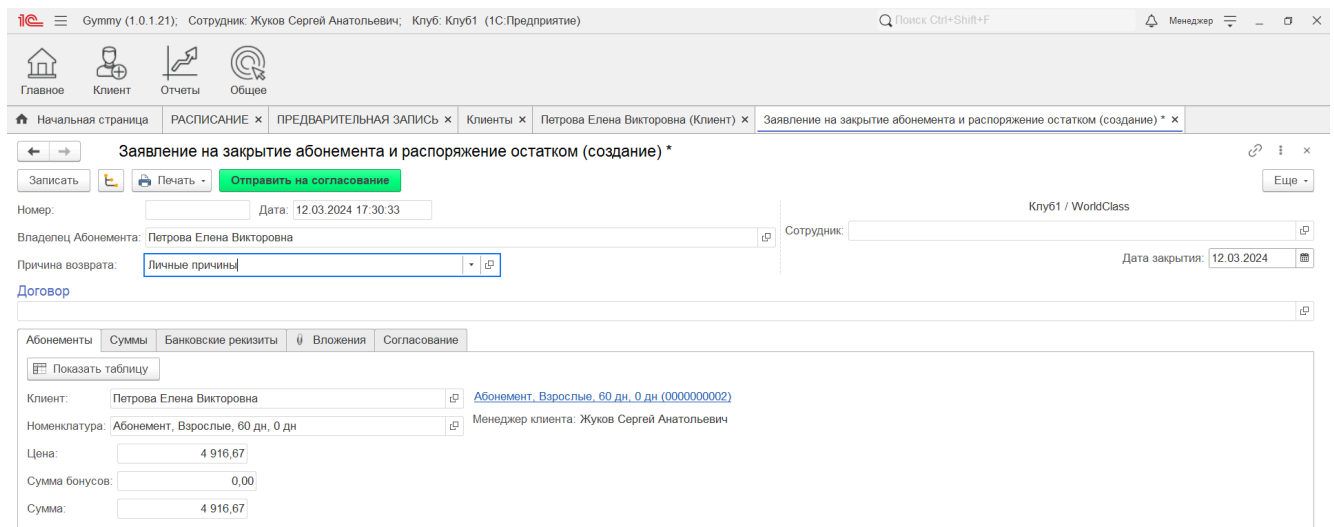 Gymmy (1.0.1.21); Сотрудник: Жуков Сергей Анатольевич; Клуб: Клуб1 (1С:Предприятие) Поиск Ctrl+Shift+F Менеджер
Главное Клиент Отчеты Общее
Начальная страница РАСПИСАНИЕ × ПРЕДВАРИТЕЛЬНАЯ ЗАПИСЬ × Клиенты × Петрова Елена Викторовна (Клиент) × Заявление на закрытие абонемента и распоряжение остатком (создание) * ×
Заявление на закрытие абонемента и распоряжение остатком (создание) *
Записать Печать Отправить на согласование Еще
Номер: Дата: 12.03.2024 17:30:33 Клуб1 / WorldClass
Владелец Абонемента: Петрова Елена Викторовна Сотрудник:
Причина возврата: Личные причины Дата закрытия: 12.03.2024
Договор
Абонементы Суммы Банковские рекизиты Вложения Согласование
Показать таблицу
Клиент: Петрова Елена Викторовна Абонемент, Взрослые, 60 дн, 0 дн (0000000002)
Номенклатура: Абонемент, Взрослые, 60 дн, 0 дн Менеджер клиента: Жуков Сергей Анатольевич
Цена: 4 916,67
Сумма бонусов: 0,00
Сумма: 4 916,67